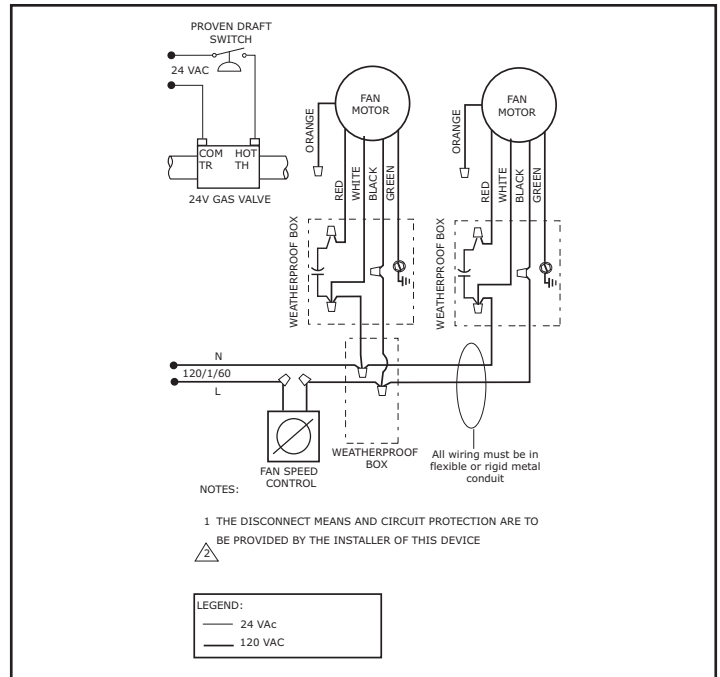 PROVEN DRAFT
SWITCH
24 VAC
COM
TR
HOT
TH
24V GAS VALVE
FAN
MOTOR
ORANGE
RED
WHITE
BLACK
GREEN
WEATHERPROOF BOX
FAN
MOTOR
ORANGE
RED
WHITE
BLACK
GREEN
WEATHERPROOF BOX
N
120/1/60
L
FAN SPEED
CONTROL
WEATHERPROOF
BOX
All wiring must be in
flexible or rigid metal
conduit
NOTES:
1 THE DISCONNECT MEANS AND CIRCUIT PROTECTION ARE TO
BE PROVIDED BY THE INSTALLER OF THIS DEVICE
2
LEGEND:
24 VAc
120 VAC